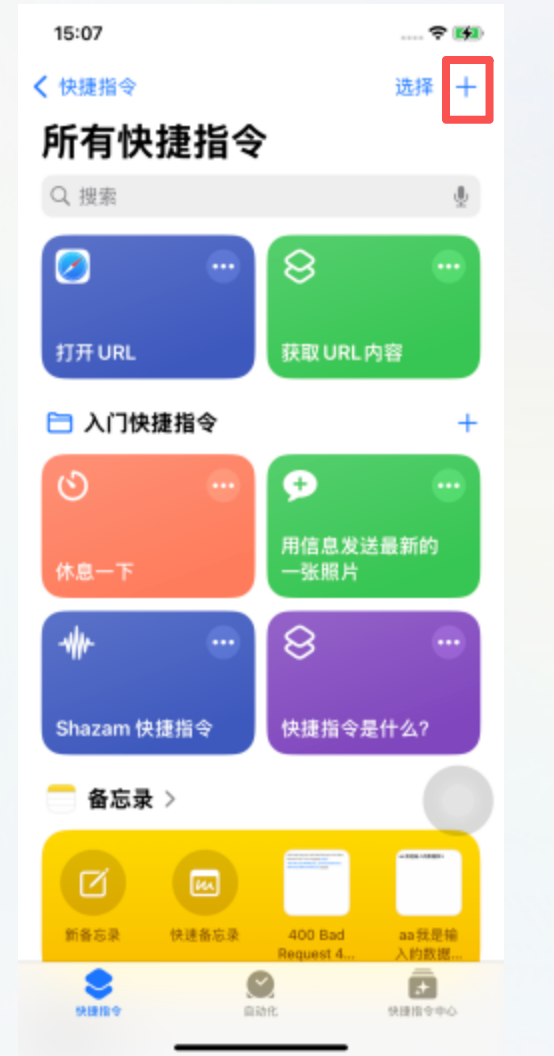 15:07
快捷指令
选择
所有快捷指令
搜索
打开 URL
获取 URL 内容
入门快捷指令
休息一下
用信息发送最新的
一张照片
Shazam 快捷指令
快捷指令是什么?
备忘录
新备忘录
快速备忘录
400 Bad
Request 4...
aa我是输
入的数据...
快捷指令
自动化
快捷指令中心